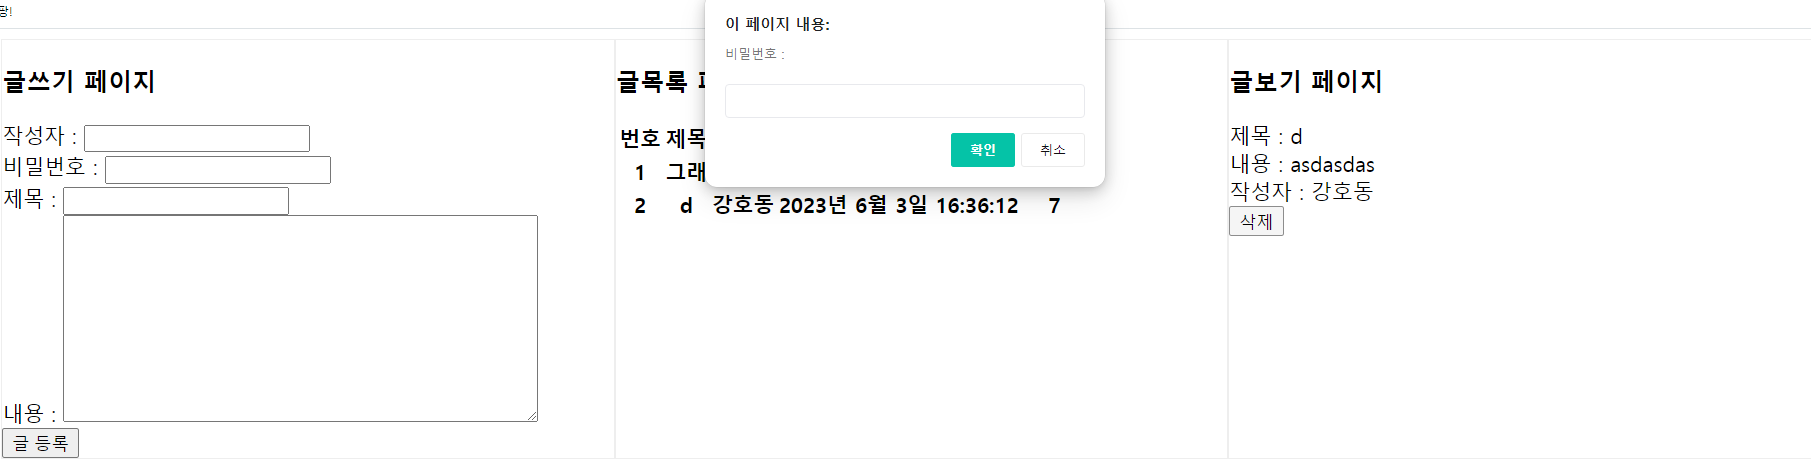 팡!
이 페이지 내용:
비밀번호 :
확인
취소
글쓰기 페이지
작성자 :
비밀번호 :
제목 :
내용 :
글 등록
글목록
번호 제목
1 그래
2 d 강호동 2023년 6월 3일 16:36:12 7
글보기 페이지
제목 : d
내용 : asdasdas
작성자 : 강호동
삭제